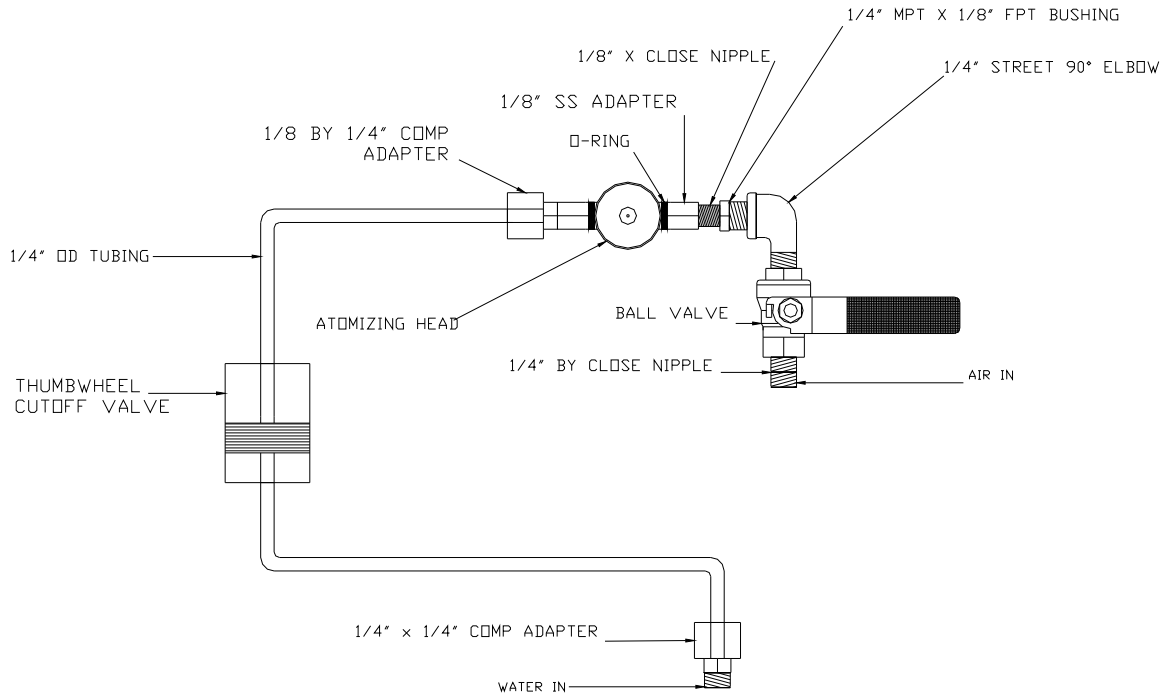 1/4" MPT X 1/8" FPT BUSHING
1/8" X CLOSE NIPPLE
1/4" STREET 90° ELBOW
1/8" SS ADAPTER
1/8 BY 1/4" COMP
ADAPTER
O-RING
1/4" OD TUBING
ATOMIZING HEAD
BALL VALVE
1/4" BY CLOSE NIPPLE
AIR IN
THUMBWHEEL
CUTOFF VALVE
1/4" x 1/4" COMP ADAPTER
WATER IN